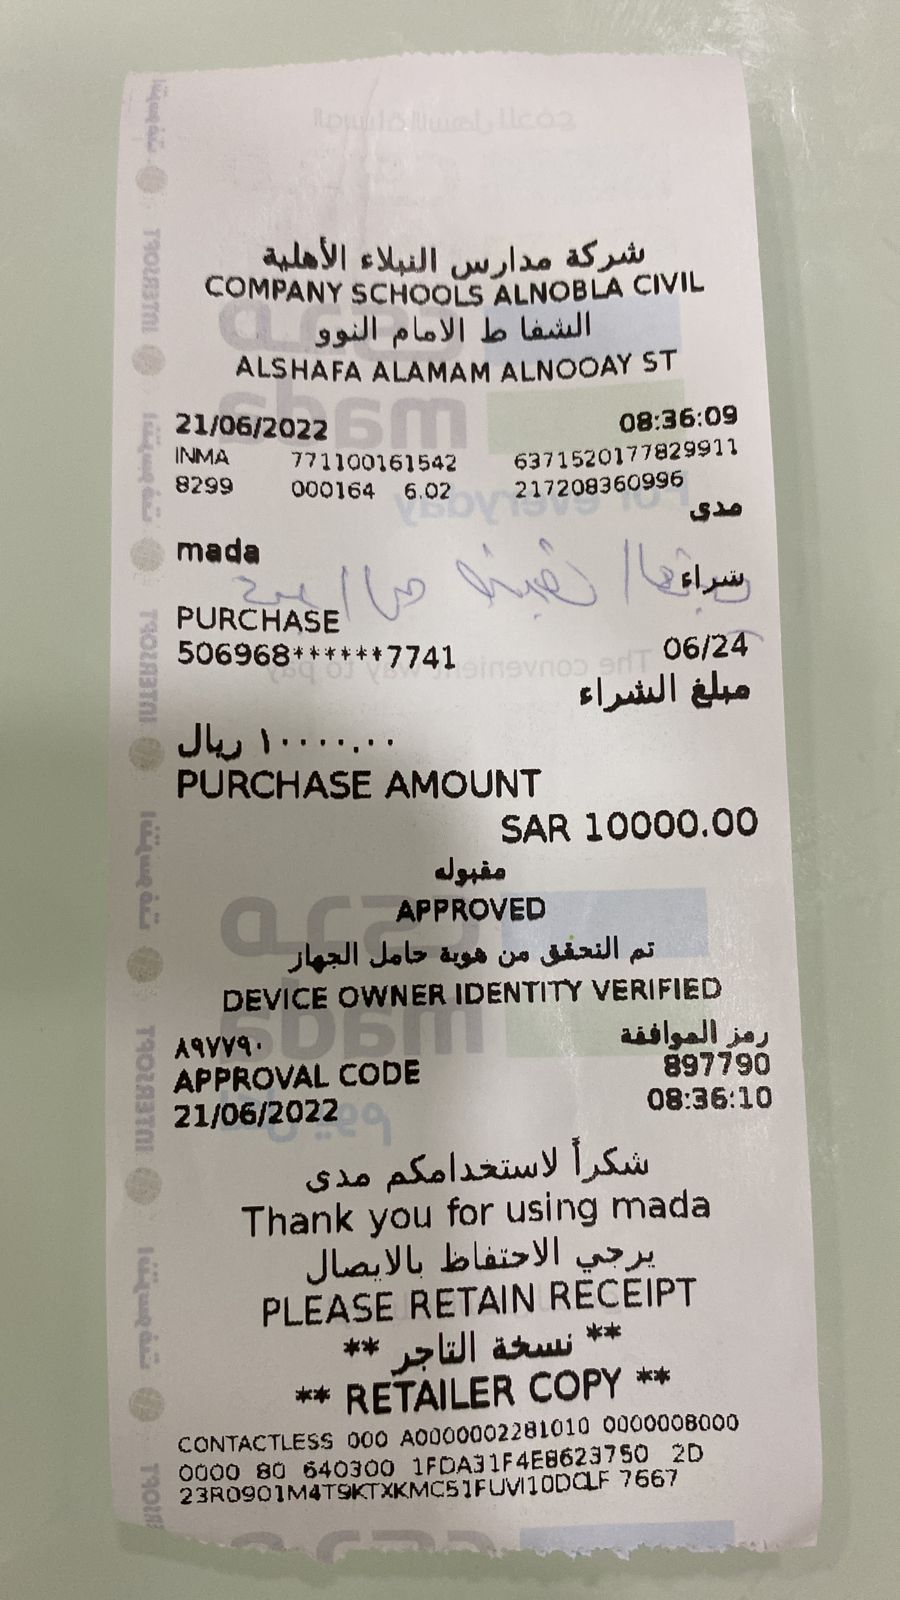 شركة مدارس النبلاء الأهلية
COMPANY SCHOOLS ALNOBLA CIVIL
الشفا ط الامام النوو
ALSHAFA ALAMAM ALNOOAY ST
21/06/2022 08:36:09
INMA 771100161542 6371520177829911
8299 000164 6.02 217208360996
مدى
mada
شراء
PURCHASE
506968******7741 06/24
مبلغ الشراء
١٠٠٠٠.٠٠ ريال
PURCHASE AMOUNT
SAR 10000.00
مقبوله
APPROVED
تم التحقق من هوية حامل الجهاز
DEVICE OWNER IDENTITY VERIFIED
رمز الموافقة ٨٩٧٧٩٠
APPROVAL CODE 897790
21/06/2022 08:36:10
شكراً لاستخدامكم مدى
Thank you for using mada
يرجي الاحتفاظ بالايصال
PLEASE RETAIN RECEIPT
** نسخة التاجر **
** RETAILER COPY **
CONTACTLESS 000 A0000002281010 0000008000
0000 80 640300 1FDA31F4E8623750 2D
23R0901M4T9KTXKMC51FUVI10DCLF 7667